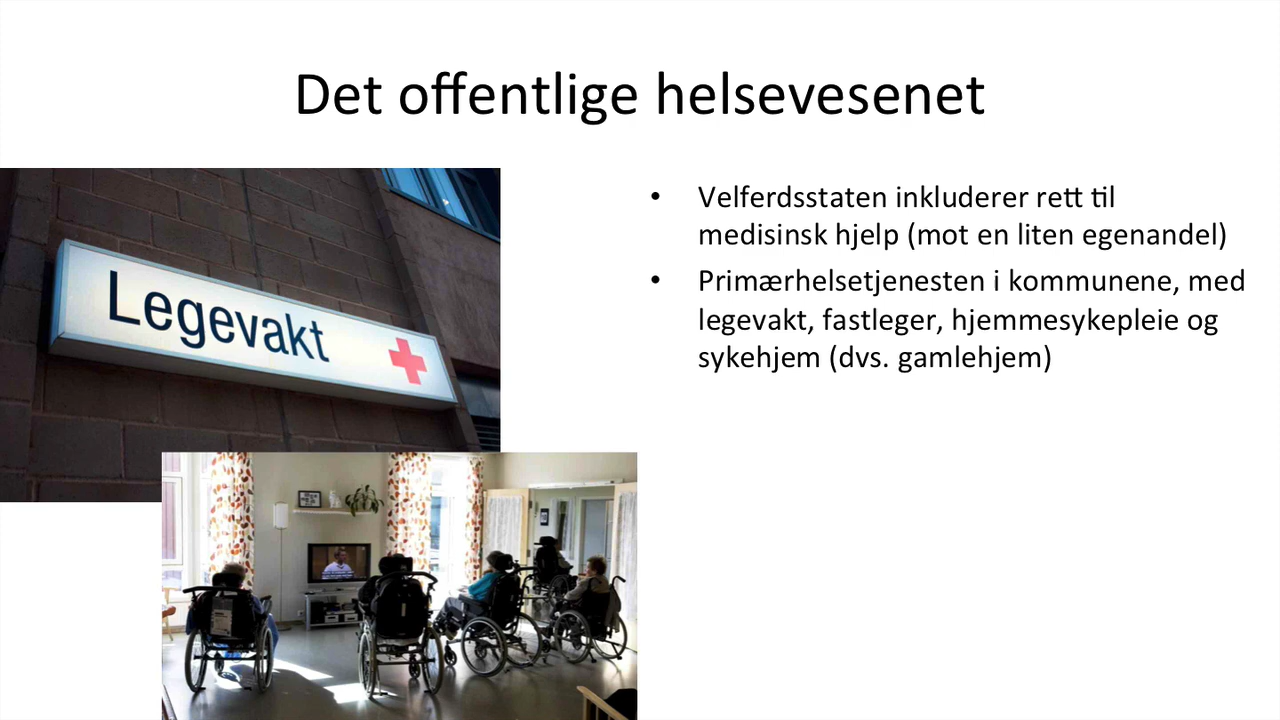 Det offentlige helsevesenet
Legevakt
• Velferdsstaten inkluderer rett til
medisinsk hjelp (mot en liten egenandel)
• Primærhelsetjenesten i kommunene, med
legevakt, fastleger, hjemmesykepleie og
sykehjem (dvs. gamlehjem)